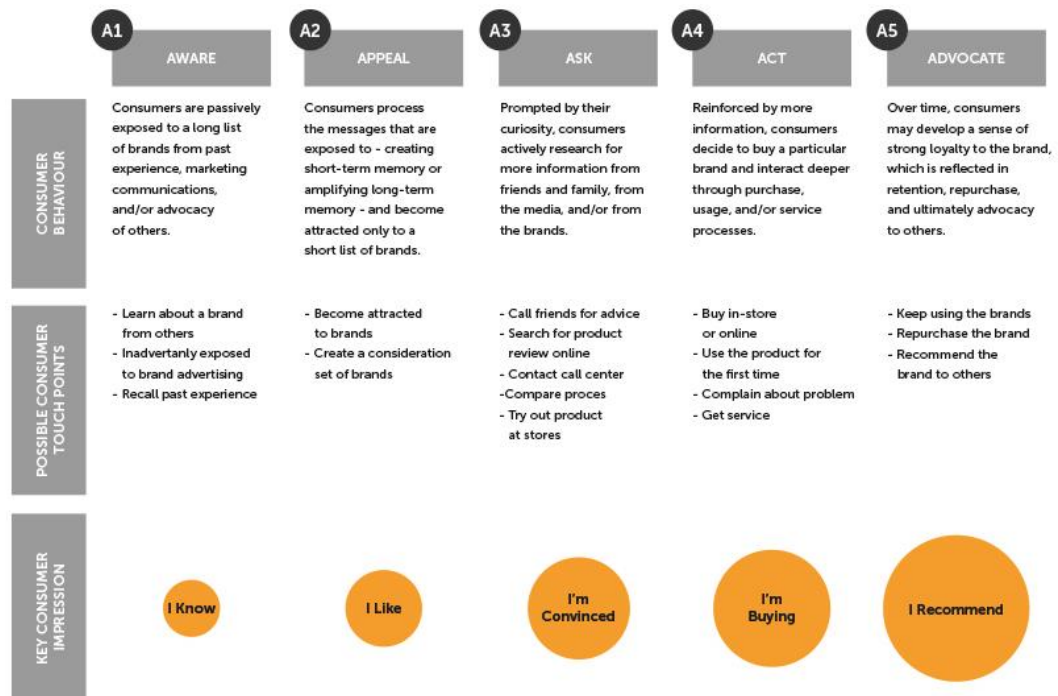 A1
AWARE
A2
APPEAL
A3
ASK
A4
ACT
A5
ADVOCATE
CONSUMER
BEHAVIOUR
Consumers are passively
exposed to a long list
of brands from past
experience, marketing
communications,
and/or advocacy
of others.
Consumers process
the messages that are
exposed to - creating
short-term memory or
amplifying long-term
memory - and become
attracted only to a
short list of brands.
Prompted by their
curiosity, consumers
actively research for
more information from
friends and family, from
the media, and/or from
the brands.
Reinforced by more
information, consumers
decide to buy a particular
brand and interact deeper
through purchase,
usage, and/or service
processes.
Over time, consumers
may develop a sense of
strong loyalty to the brand,
which is reflected in
retention, repurchase,
and ultimately advocacy
to others.
POSSIBLE CONSUMER
TOUCH POINTS
- Learn about a brand
from others
- Inadvertanly exposed
to brand advertising
- Recall past experience
- Become attracted
to brands
- Create a consideration
set of brands
- Call friends for advice
- Search for product
review online
- Contact call center
-Compare proces
- Try out product
at stores
- Buy in-store
or online
- Use the product for
the first time
- Complain about problem
- Get service
- Keep using the brands
- Repurchase the brand
- Recommend the
brand to others
KEY CONSUMER
IMPRESSION
I Know
I Like
I'm
Convinced
I'm
Buying
I Recommend